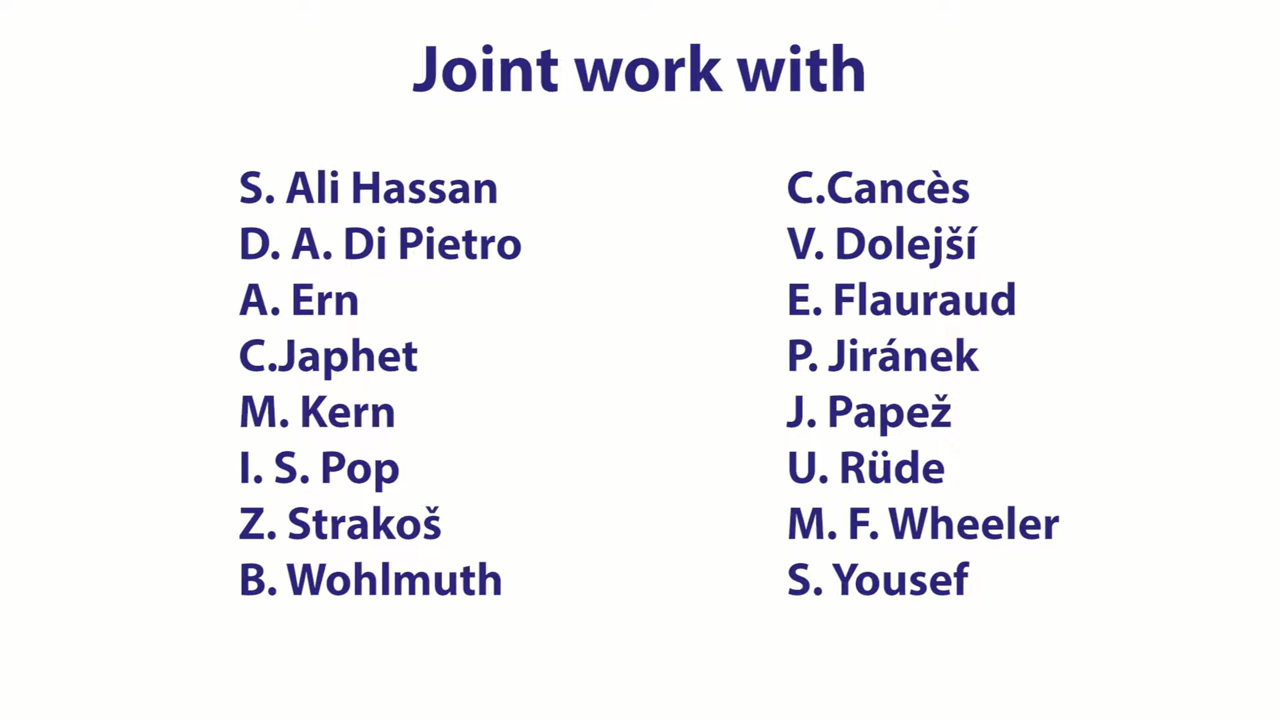 Joint work with
S. Ali Hassan
D. A. Di Pietro
A. Ern
C.Japhet
M. Kern
I. S. Pop
Z. Strakoš
B. Wohlmuth
C.Cancès
V. Dolejší
E. Flauraud
P. Jiránek
J. Papež
U. Rüde
M. F. Wheeler
S. Yousef